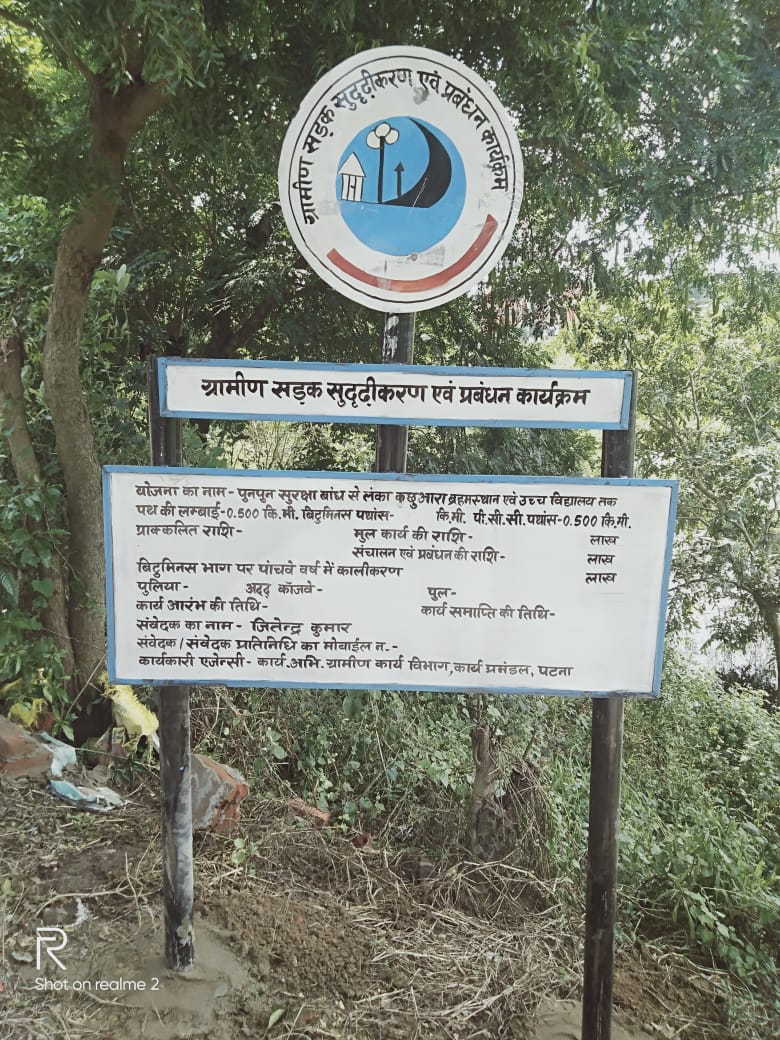 ग्रामीण सड़क सुदृढ़ीकरण एवं प्रबंधन कार्यक्रम
ग्रामीण सड़क सुदृढ़ीकरण एवं प्रबंधन कार्यक्रम
योजना का नाम - पुनपुन सुरक्षा बांध से लंका कछुआरा ब्रहमस्थान एवं उच्च विद्यालय तक
पथ की लम्बाई-0.500 कि.मी. बिटुमिनस पथांस- कि.मी. पी.सी.सी. पथांस-0.500 कि.मी.
प्राक्कलित राशि- मुल कार्य की राशि- लाख
संचालन एवं प्रबंधन की राशि- लाख
बिटुमिनस भाग पर पांचवे वर्ष में कालीकरण लाख
पुलिया- अदद् कॉजवे- पुल-
कार्य आरंभ की तिथि- कार्य समाप्ति की तिथि-
संवेदक का नाम - जितेन्द्र कुमार
संवेदक / संवेदक प्रतिनिधि का मोबाईल न.-
कार्यकारी एजेन्सी- कार्य.अभि. ग्रामीण कार्य विभाग, कार्य प्रमंडल, पटना
R
Shot on realme 2